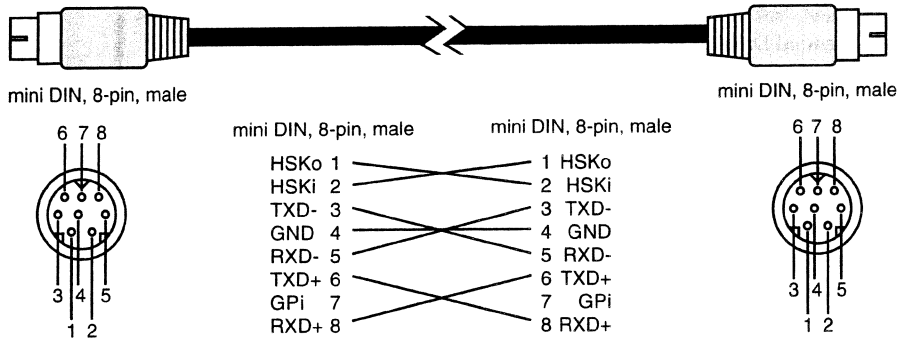 mini DIN, 8-pin, male
mini DIN, 8-pin, male
6 7 8
3 4 5
1 2
mini DIN, 8-pin, male mini DIN, 8-pin, male
HSKo 1 1 HSKo
HSKi 2 2 HSKi
TXD- 3 3 TXD-
GND 4 4 GND
RXD- 5 5 RXD-
TXD+ 6 6 TXD+
GPi 7 7 GPi
RXD+ 8 8 RXD+
6 7 8
3 4 5
1 2